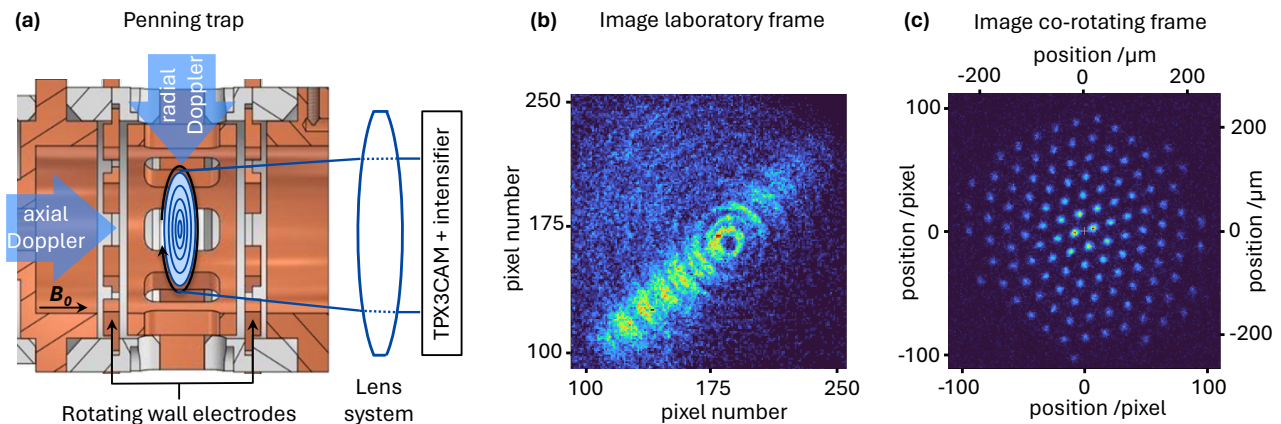 (a)
Penning trap
radial
Doppler
axial
Doppler
B0
Rotating wall electrodes
Lens
system
TPX3CAM + intensifier
(b)
Image laboratory frame
250
175
100
pixel number
100
175
250
pixel number
(c)
Image co-rotating frame
position /µm
-200
0
200
100
0
-100
position /pixel
200
0
-200
position /µm
-100
0
100
position /pixel